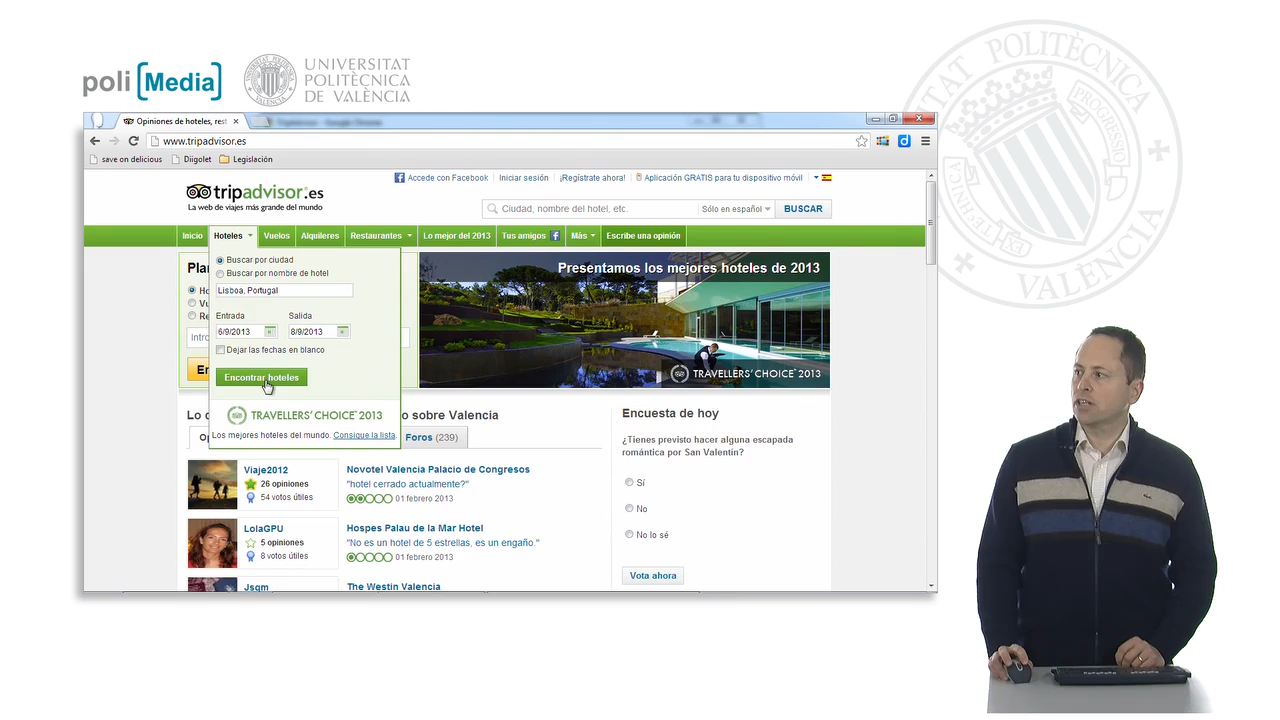 poli [Media]
UNIVERSITAT
POLITÈCNICA
DE VALÈNCIA
Opiniones de hoteles, rest
www.tripadvisor.es
save on delicious
Diigolet
Legislación
Accede con Facebook
Iniciar sesión
¡Regístrate ahora!
Aplicación GRATIS para tu dispositivo móvil
tripadvisor.es
La web de viajes más grande del mundo
Ciudad, nombre del hotel, etc.
Sólo en español
BUSCAR
Inicio
Hoteles
Vuelos
Alquileres
Restaurantes
Lo mejor del 2013
Tus amigos
Más
Escribe una opinión
Buscar por ciudad
Buscar por nombre de hotel
Lisboa, Portugal
Entrada
Salida
6/9/2013
8/9/2013
Dejar las fechas en blanco
Encontrar hoteles
TRAVELLERS' CHOICE 2013
Los mejores hoteles del mundo. Consigue la lista.
Presentamos los mejores hoteles de 2013
TRAVELLERS' CHOICE 2013
o sobre Valencia
Foros (239)
Viaje2012
26 opiniones
54 votos útiles
Novotel Valencia Palacio de Congresos
"hotel cerrado actualmente?"
01 febrero 2013
LolaGPU
5 opiniones
8 votos útiles
Hospes Palau de la Mar Hotel
"No es un hotel de 5 estrellas, es un engaño."
01 febrero 2013
Jsgm
The Westin Valencia
Encuesta de hoy
¿Tienes previsto hacer alguna escapada
romántica por San Valentín?
Sí
No
No lo sé
Vota ahora